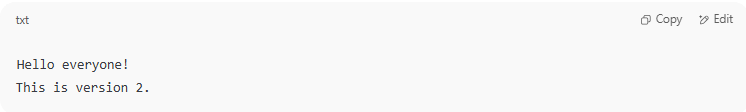 txt
Copy Edit
Hello everyone!
This is version 2.